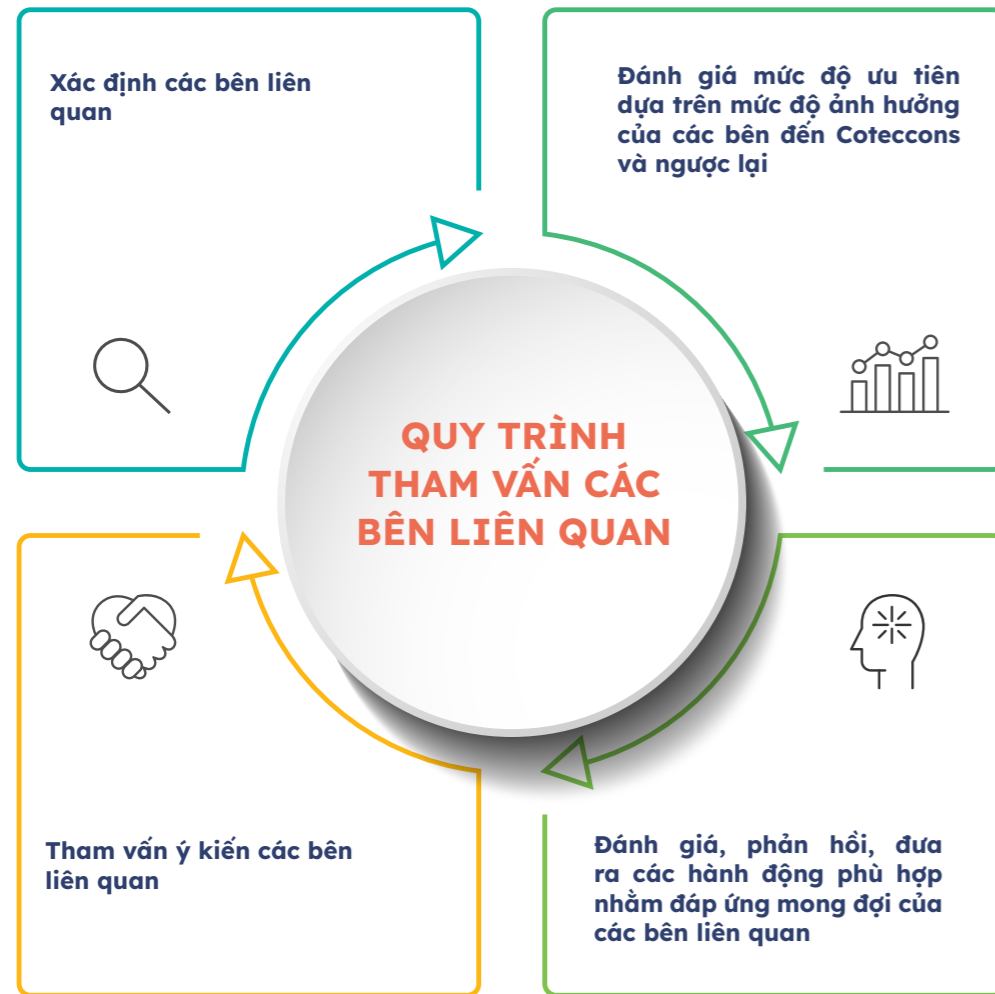 Xác định các bên liên
quan
Đánh giá mức độ ưu tiên
dựa trên mức độ ảnh hưởng
của các bên đến Coteccons
và ngược lại
QUY TRÌNH
THAM VẤN CÁC
BÊN LIÊN QUAN
Tham vấn ý kiến các bên
liên quan
Đánh giá, phản hồi, đưa
ra các hành động phù hợp
nhằm đáp ứng mong đợi của
các bên liên quan